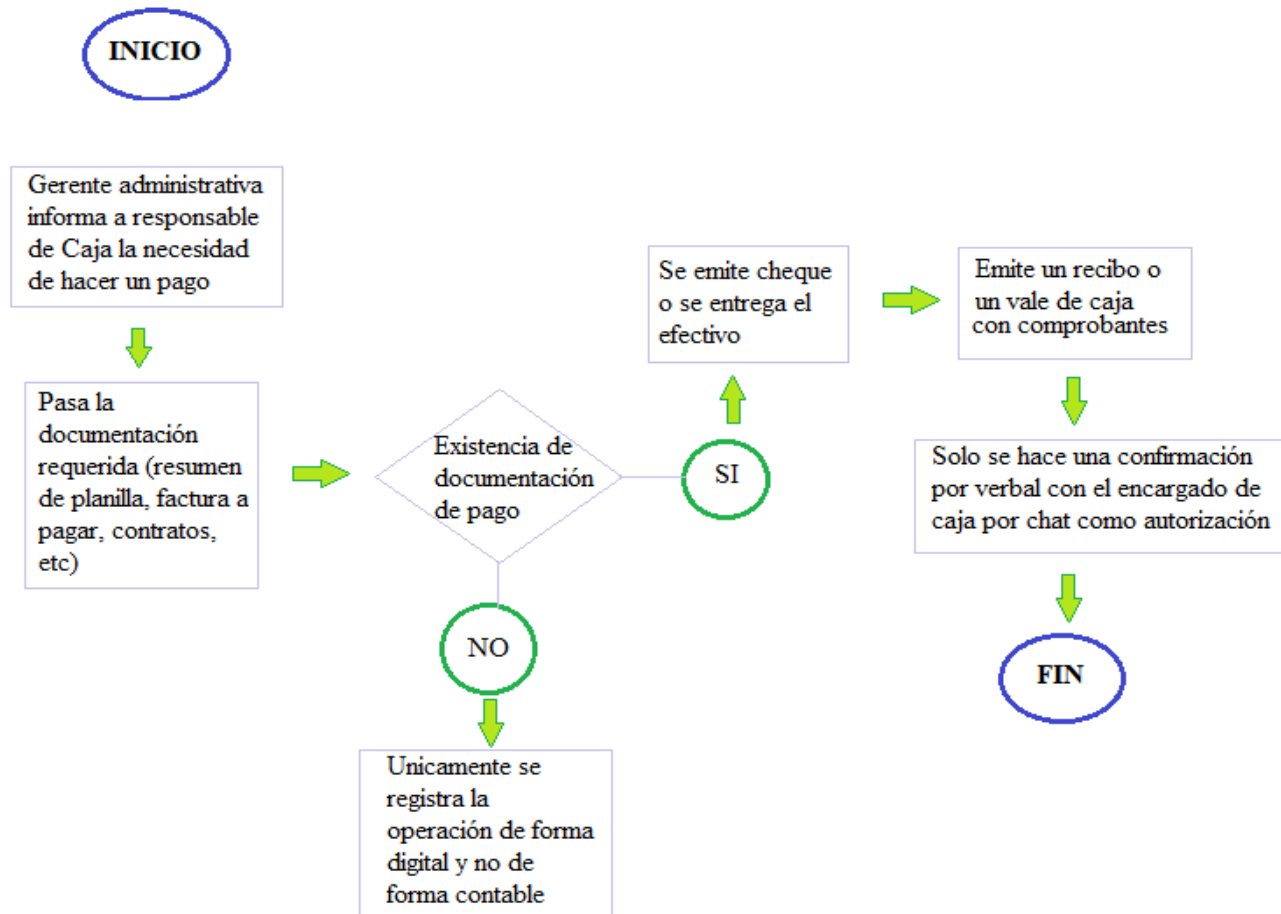 INICIO
Gerente administrativa
informa a responsable
de Caja la necesidad
de hacer un pago
Pasa la
documentación
requerida (resumen
de planilla, factura a
pagar, contratos,
etc)
Existencia de
documentación
de pago
SI
Se emite cheque
o se entrega el
efectivo
Emite un recibo o
un vale de caja
con comprobantes
Solo se hace una confirmación
por verbal con el encargado de
caja por chat como autorización
FIN
NO
Unicamente se
registra la
operación de forma
digital y no de
forma contable